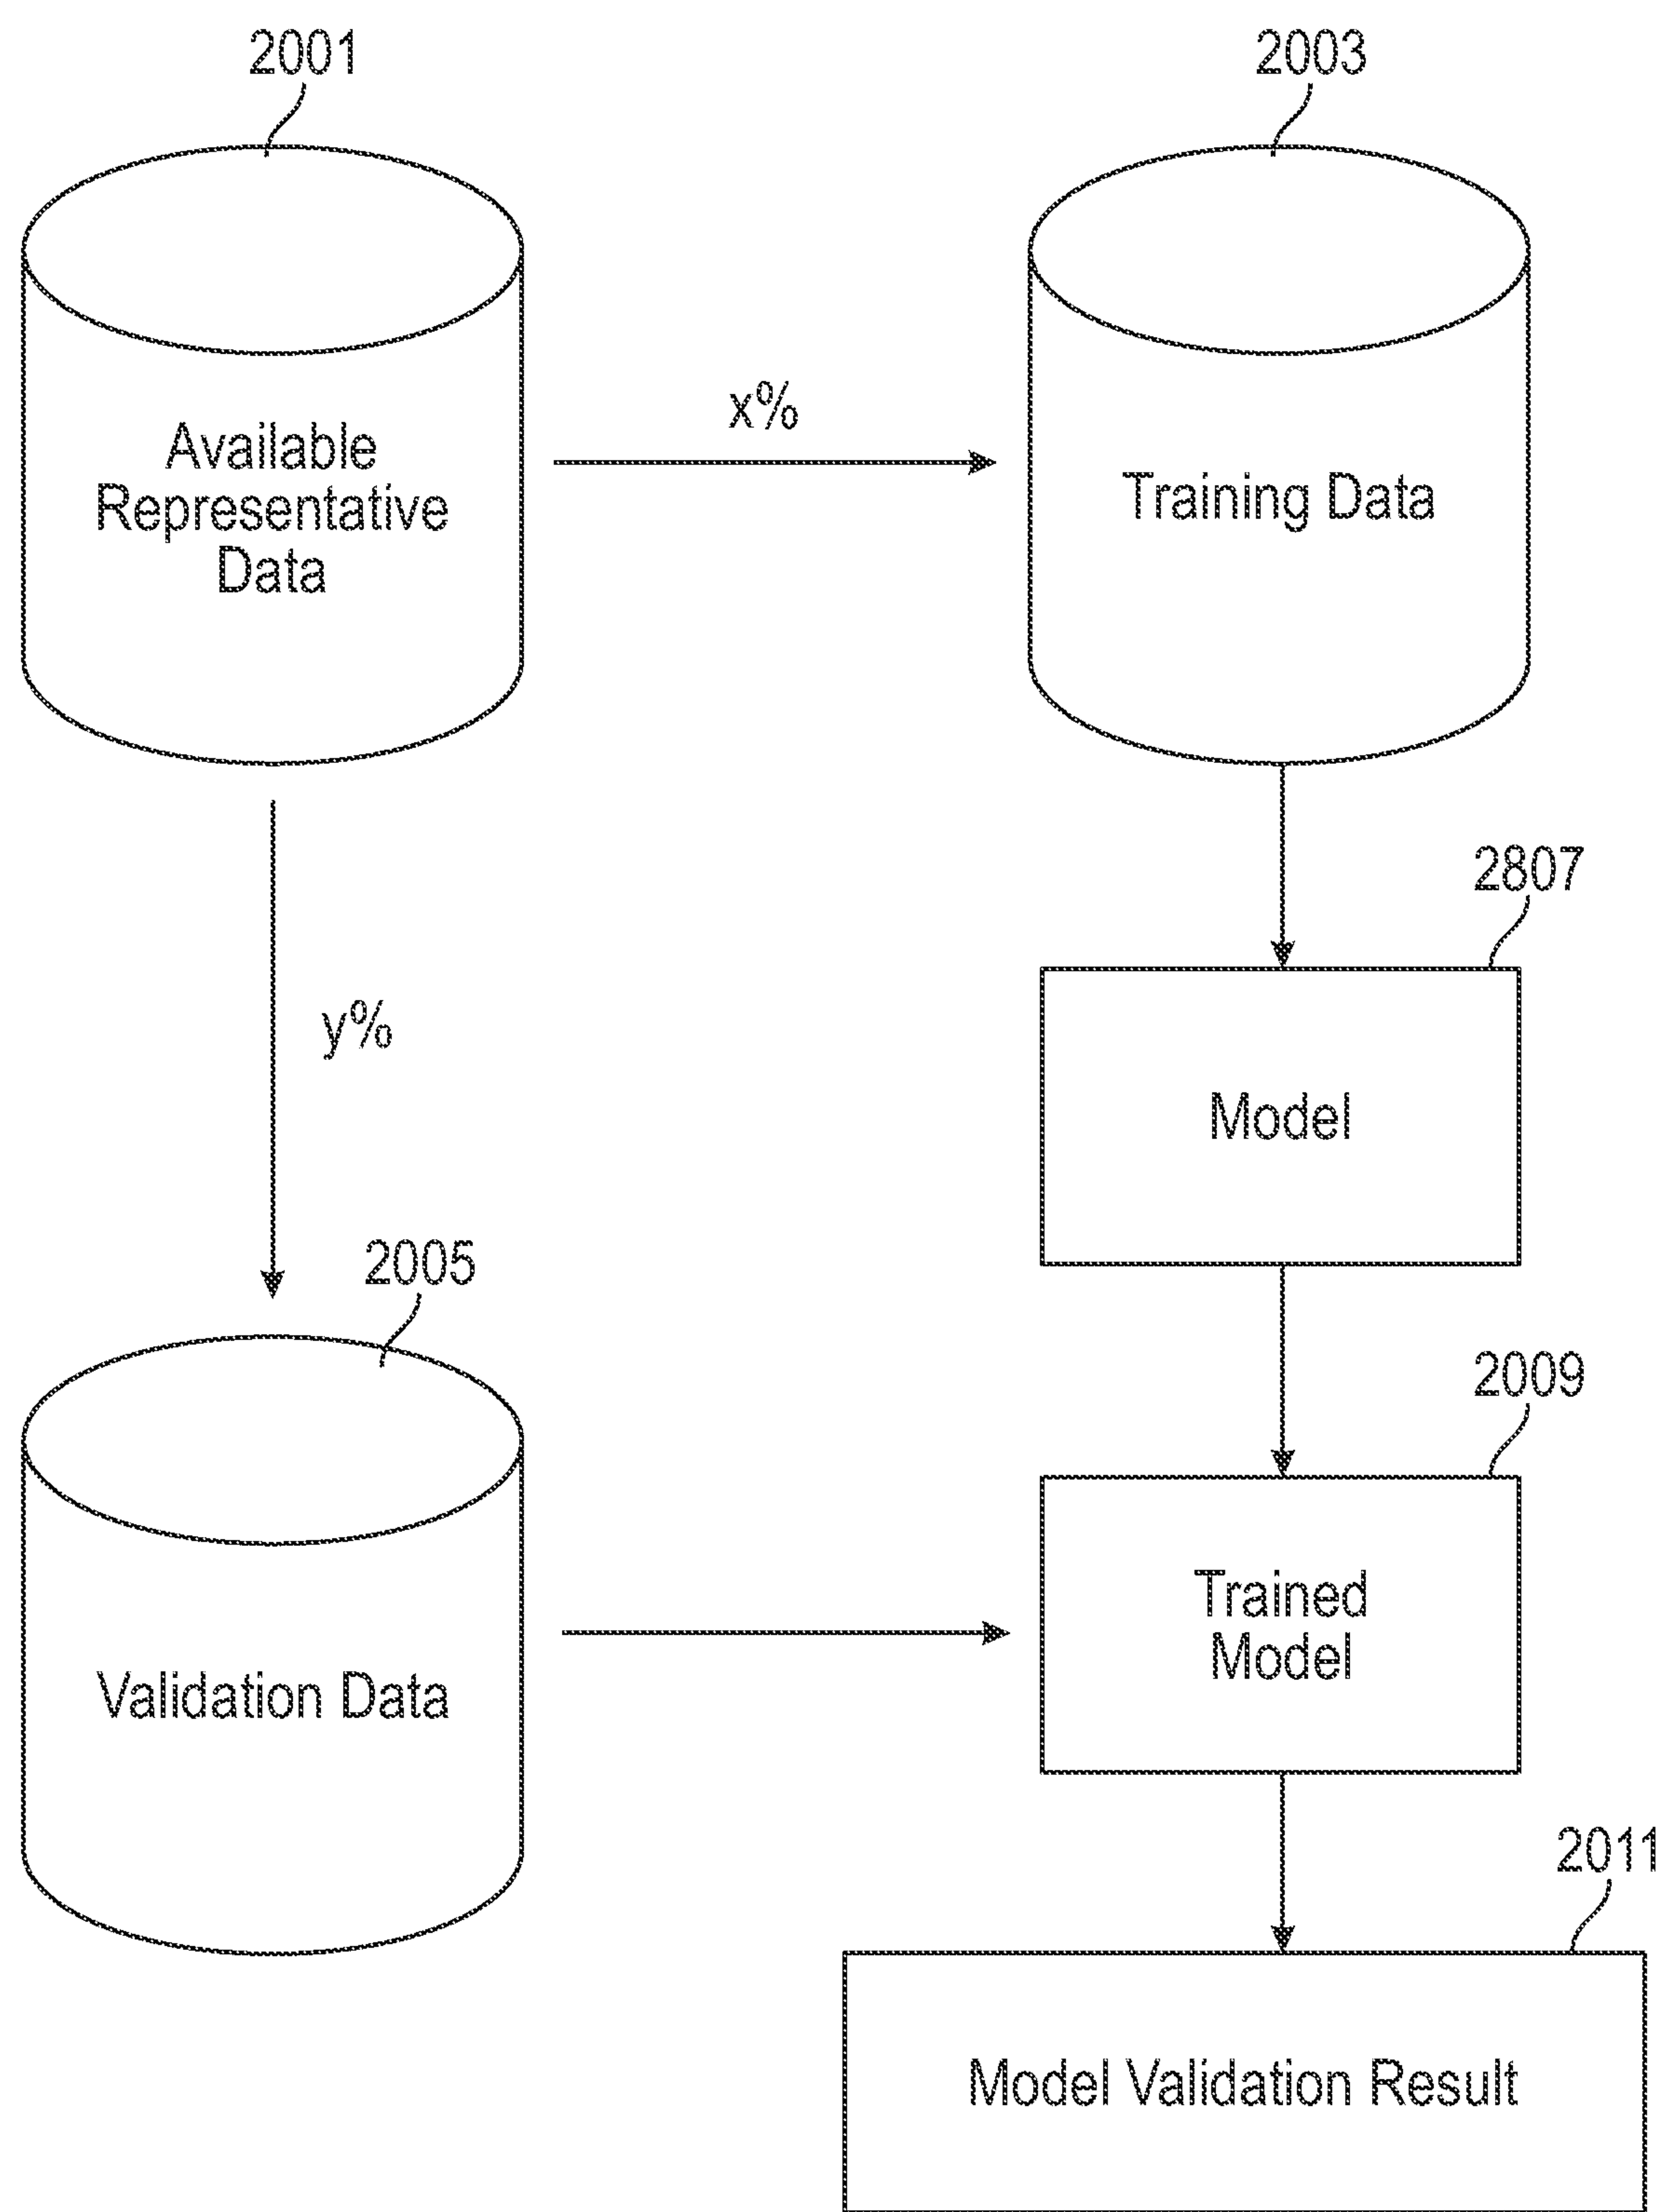 2001
2003
Available
Representative
Data
x%
Training Data
2807
Model
y%
2005
2009
Trained
Model
Validation Data
2011
Model Validation Result